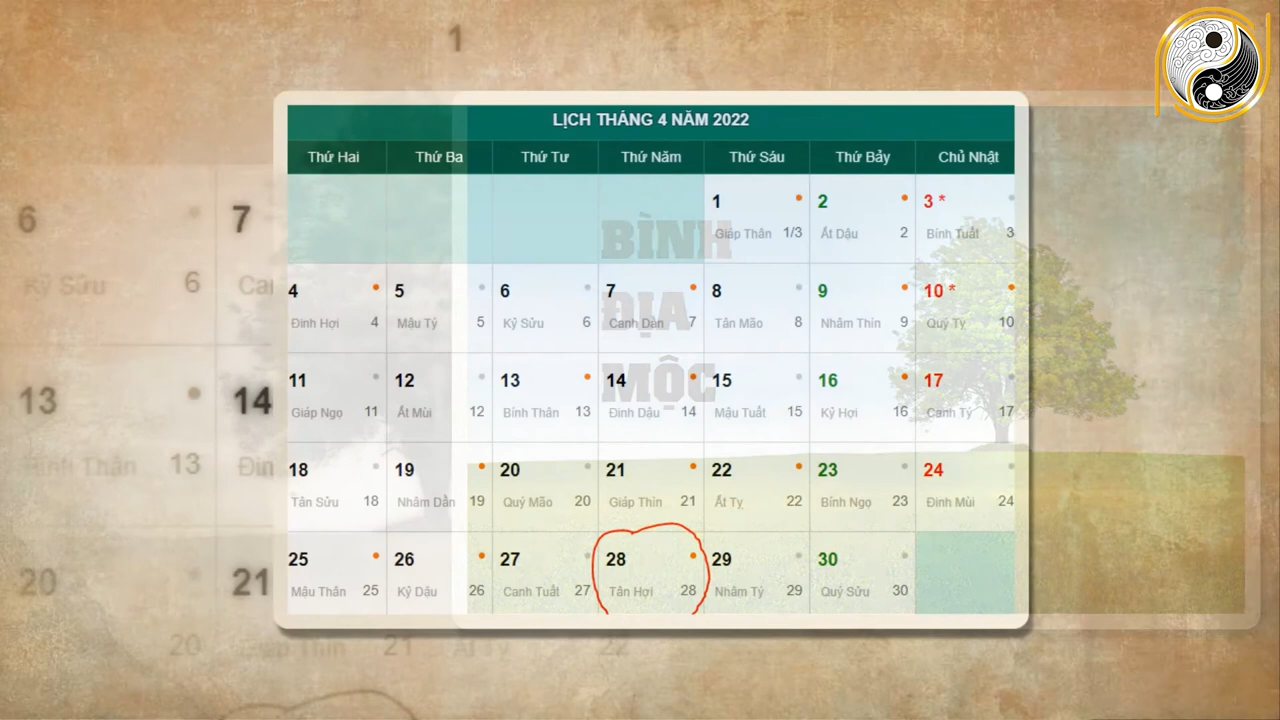 1
LỊCH THÁNG 4 NĂM 2022
Thứ Hai Thứ Ba Thứ Tư Thứ Năm Thứ Sáu Thứ Bảy Chủ Nhật
1 2 3 *
Giáp Thân 1/3 Ất Dậu 2 Bính Tuất 3
BÌNH
6 7
Kỷ Sửu 6
4 5 6 7 8 9 10 *
Đinh Hợi 4 Mậu Tý 5 Kỷ Sửu 6 Canh Dần 7 Tân Mão 8 Nhâm Thìn 9 Quý Tỵ 10
ĐỊA
11 12 13 14 15 16 17
Giáp Ngọ 11 Ất Mùi 12 Bính Thân 13 Đinh Dậu 14 Mậu Tuất 15 Kỷ Hợi 16 Canh Tý 17
MỘC
13 14
Bính Thân 13
18 19 20 21 22 23 24
Tân Sửu 18 Nhâm Dần 19 Quý Mão 20 Giáp Thìn 21 Ất Tỵ 22 Bính Ngọ 23 Đinh Mùi 24
25 26 27 28 29 30
Mậu Thân 25 Kỷ Dậu 26 Canh Tuất 27 Tân Hợi 28 Nhâm Tý 29 Quý Sửu 30
20 21
20 Giáp Thìn 21 Ất Tỵ 22